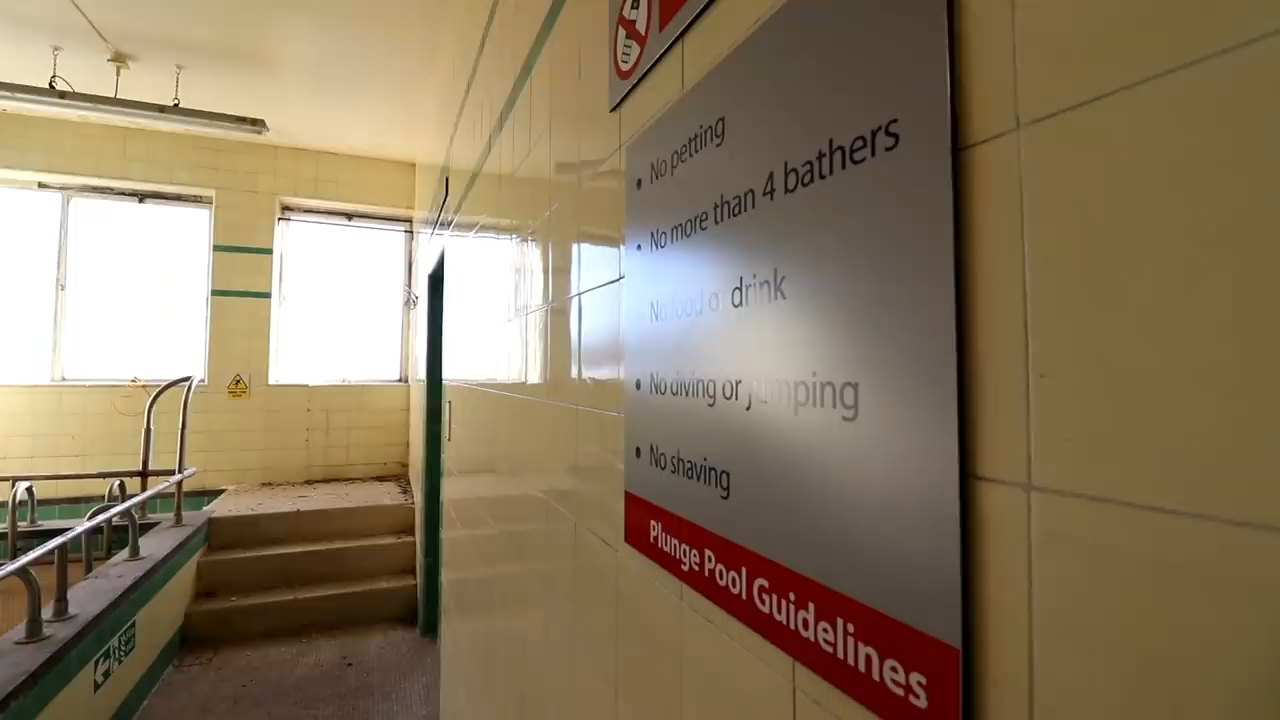 • No petting
• No more than 4 bathers
• No food or drink
• No diving or jumping
• No shaving
Plunge Pool Guidelines